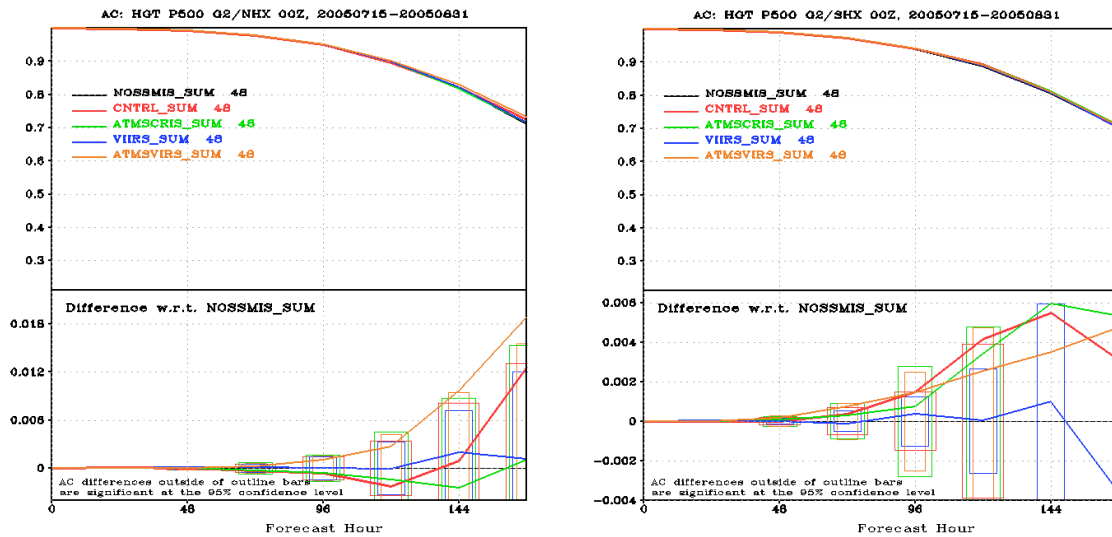 AC: HGT P500 G2/NHX 00Z, 20050715-20050831
0.9
0.8
0.7
0.6
0.5
0.4
0.3
NOSSMIS_SUM 48
CNTRL_SUM 48
ATMSCRIS_SUM 48
VIIRS_SUM 48
ATMSVIRS_SUM 48
Difference w.r.t. NOSSMIS_SUM
0.018
0.012
0.006
0
AC differences outside of outline bars
are significant at the 95% confidence level
0
48
96
144
Forecast Hour
AC: HGT P500 G2/SHX 00Z, 20050715-20050831
0.9
0.8
0.7
0.6
0.5
0.4
0.3
NOSSMIS_SUM 48
CNTRL_SUM 48
ATMSCRIS_SUM 48
VIIRS_SUM 48
ATMSVIRS_SUM 48
Difference w.r.t. NOSSMIS_SUM
0.006
0.004
0.002
0
-0.002
-0.004
AC differences outside of outline bars
are significant at the 95% confidence level
0
48
96
144
Forecast Hour